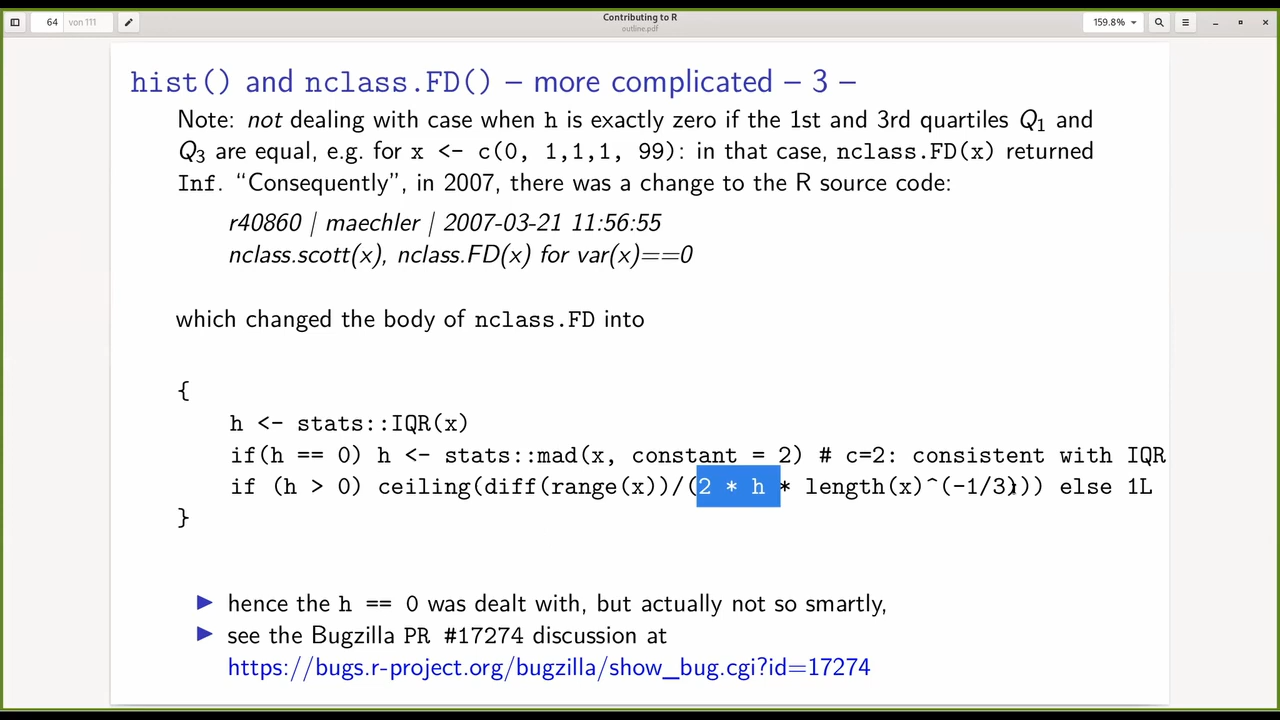 64 von 111
Contributing to R
outline.pdf
159.8%
hist() and nclass.FD() – more complicated – 3 –
Note: not dealing with case when h is exactly zero if the 1st and 3rd quartiles Q1 and
Q3 are equal, e.g. for x <- c(0, 1,1,1, 99): in that case, nclass.FD(x) returned
Inf. “Consequently”, in 2007, there was a change to the R source code:
r40860 | maechler | 2007-03-21 11:56:55
nclass.scott(x), nclass.FD(x) for var(x)==0
which changed the body of nclass.FD into
{
h <- stats::IQR(x)
if(h == 0) h <- stats::mad(x, constant = 2) # c=2: consistent with IQR
if (h > 0) ceiling(diff(range(x))/(2 * h * length(x)^(-1/3))) else 1L
}
▶ hence the h == 0 was dealt with, but actually not so smartly,
▶ see the Bugzilla PR #17274 discussion at
https://bugs.r-project.org/bugzilla/show_bug.cgi?id=17274